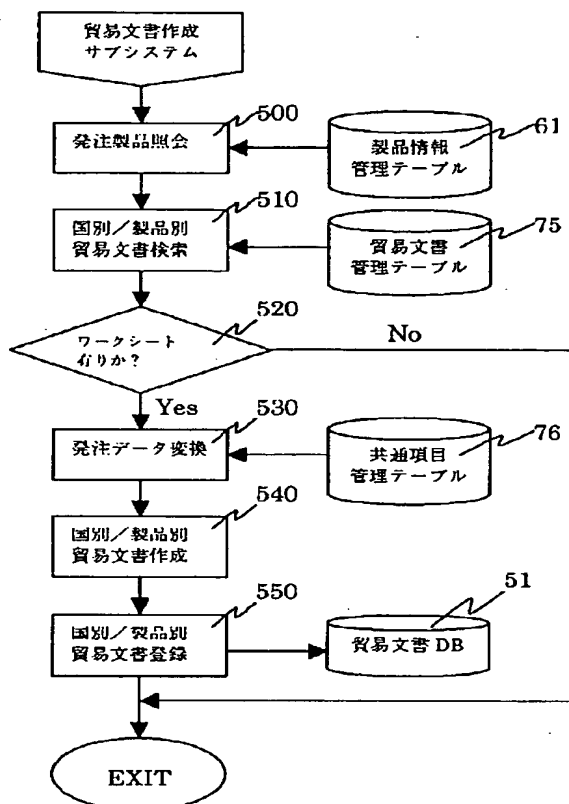 貿易文書作成
サブシステム
500
発注製品照会
61
製品情報
管理テーブル
510
国別／製品別
貿易文書検索
75
貿易文書
管理テーブル
520
ワークシート
有りか？
No
Yes
530
発注データ変換
76
共通項目
管理テーブル
540
国別／製品別
貿易文書作成
550
国別／製品別
貿易文書登録
51
貿易文書 DB
EXIT